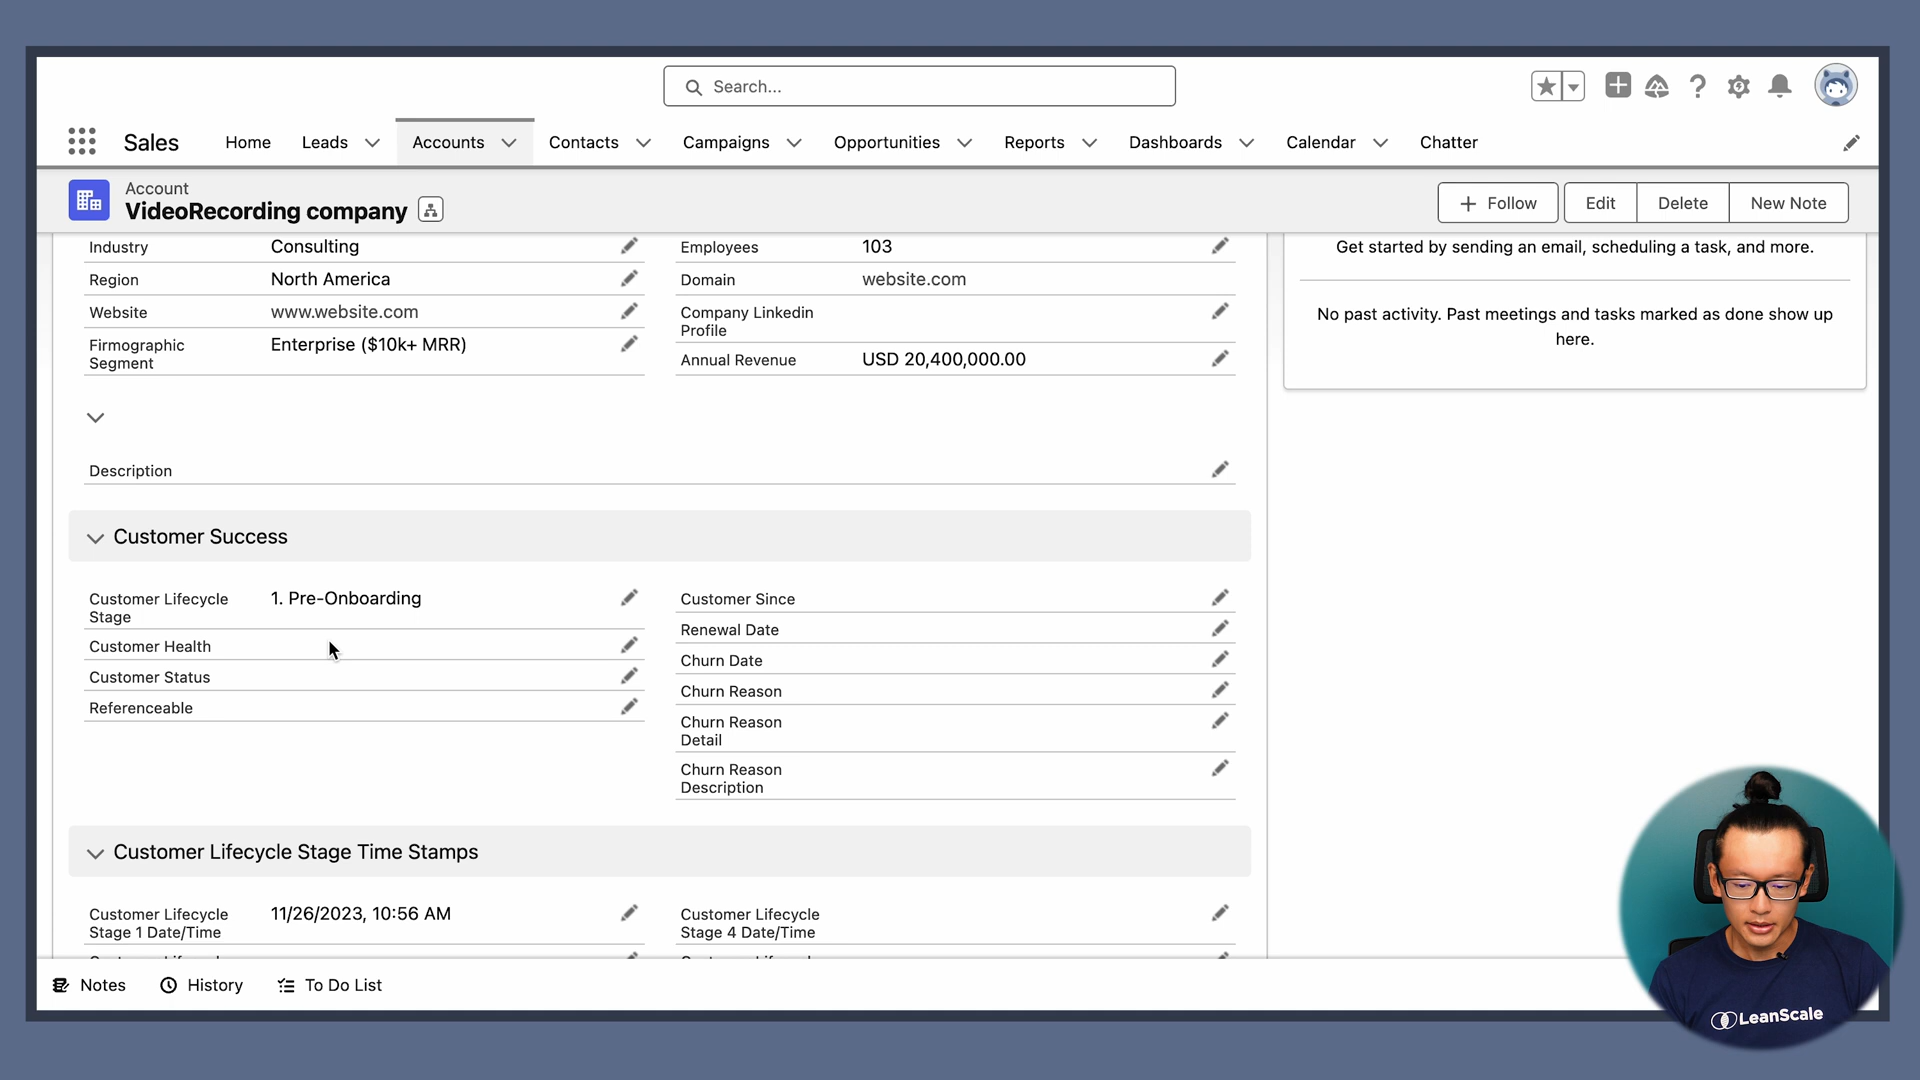 Search...
Sales
Home
Leads
Accounts
Contacts
Campaigns
Opportunities
Reports
Dashboards
Calendar
Chatter
Account
VideoRecording company
Follow
Edit
Delete
New Note
Industry
Consulting
Employees
103
Region
North America
Domain
website.com
Website
www.website.com
Company Linkedin
Profile
Firmographic
Segment
Enterprise ($10k+ MRR)
Annual Revenue
USD 20,400,000.00
Get started by sending an email, scheduling a task, and more.
No past activity. Past meetings and tasks marked as done show up
here.
Description
Customer Success
Customer Lifecycle
Stage
1. Pre-Onboarding
Customer Health
Customer Status
Referenceable
Customer Since
Renewal Date
Churn Date
Churn Reason
Churn Reason
Detail
Churn Reason
Description
Customer Lifecycle Stage Time Stamps
Customer Lifecycle
Stage 1 Date/Time
11/26/2023, 10:56 AM
Customer Lifecycle
Stage 4 Date/Time
Notes
History
To Do List
LeanScale